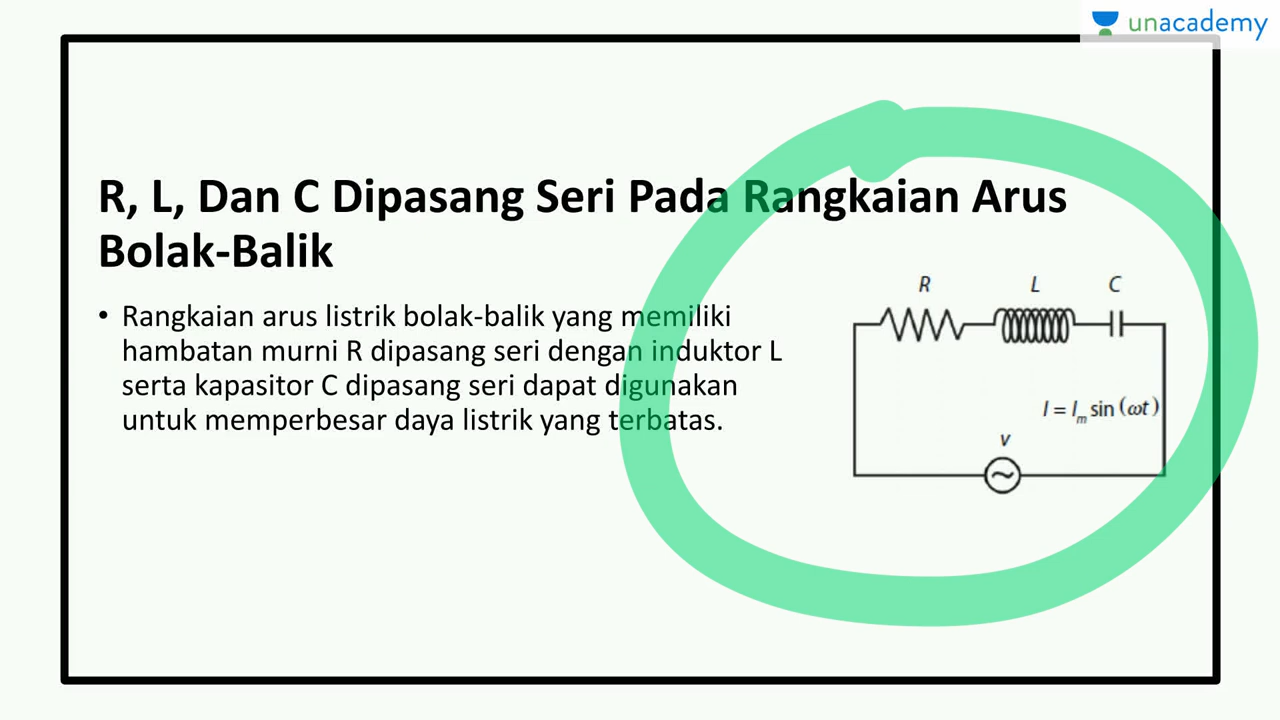 unacademy
R, L, Dan C Dipasang Seri Pada Rangkaian Arus
Bolak-Balik
• Rangkaian arus listrik bolak-balik yang memiliki
hambatan murni R dipasang seri dengan induktor L
serta kapasitor C dipasang seri dapat digunakan
untuk memperbesar daya listrik yang terbatas.
R L C
I = Iₘ sin (ωt)
v